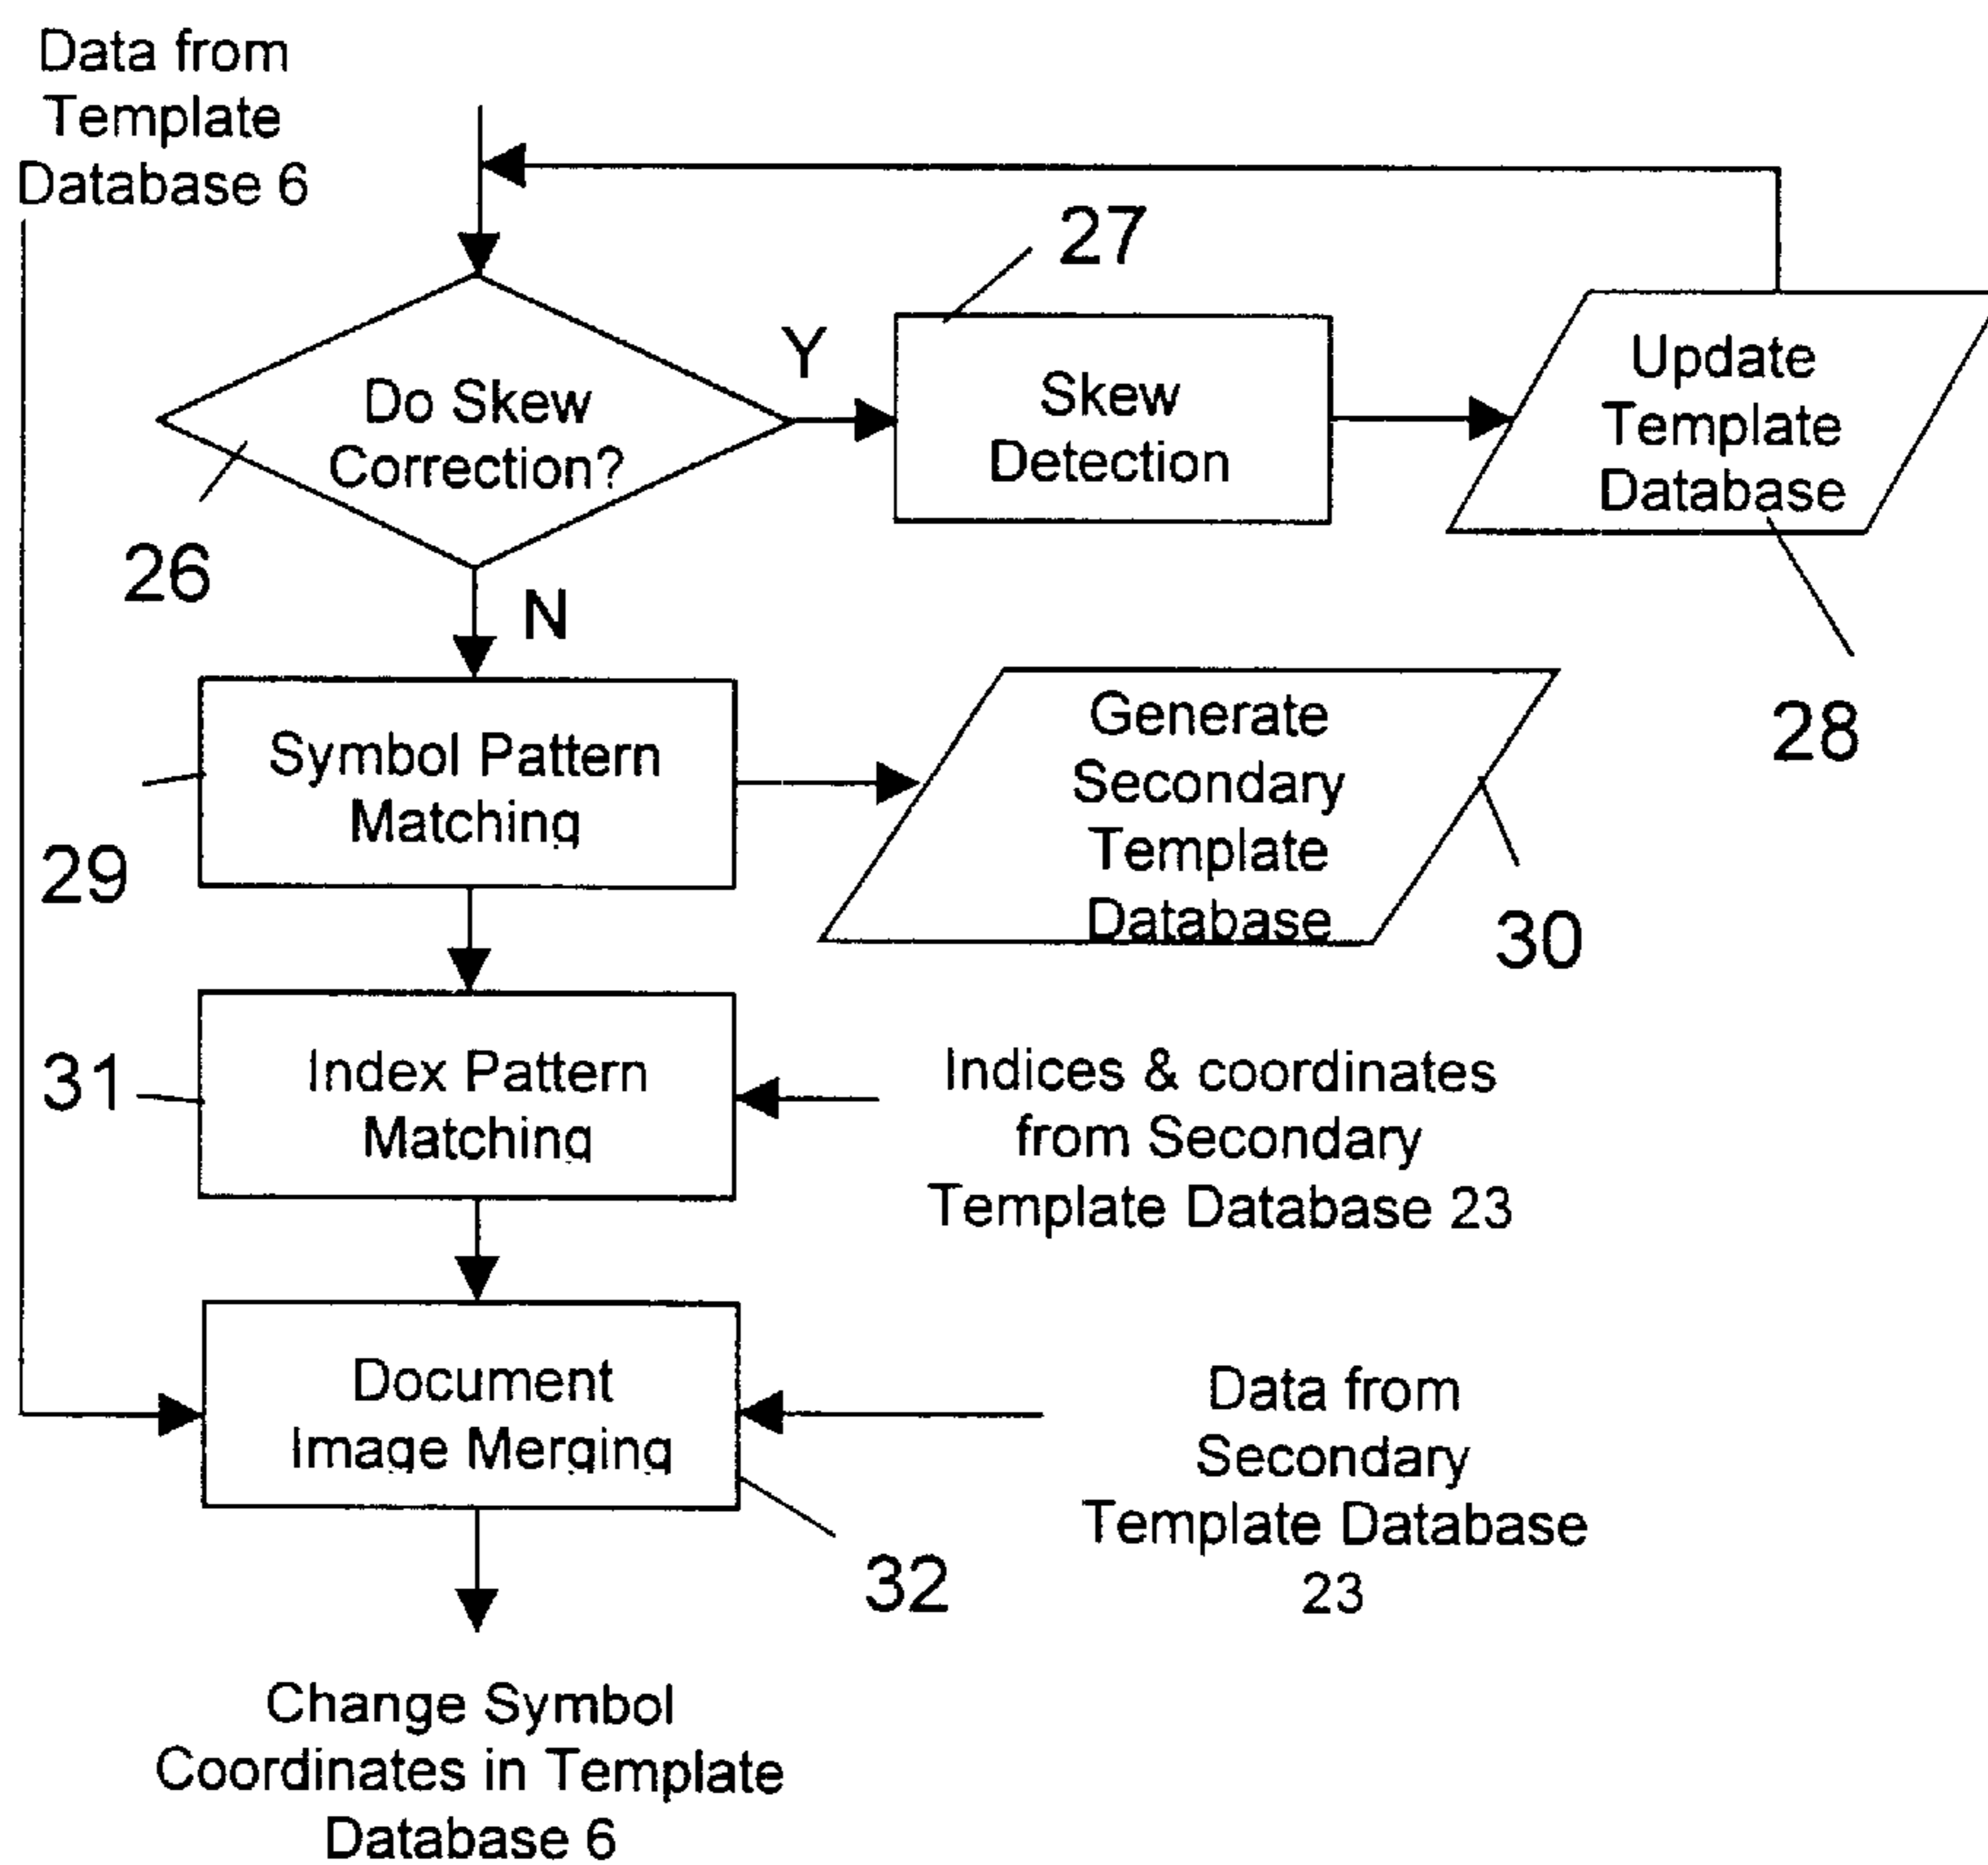 Data from
Template
Database 6
27
Y
Do Skew
Correction?
Skew
Detection
Update
Template
Database
26
N
28
Symbol Pattern
Matching
Generate
Secondary
Template
Database
29
30
31
Index Pattern
Matching
Indices & coordinates
from Secondary
Template Database 23
Document
Image Merging
Data from
Secondary
Template Database
23
32
Change Symbol
Coordinates in Template
Database 6